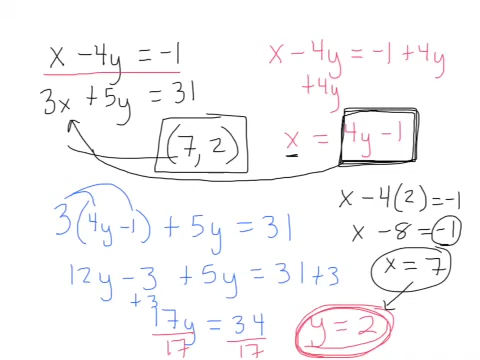 x - 4y = -1
3x + 5y = 31
(7, 2)
x - 4y = -1 + 4y
+4y
x = 4y - 1
3(4y - 1) + 5y = 31
12y - 3 + 5y = 31 + 3
+3
17y = 34
17 17
y = 2
x - 4(2) = -1
x - 8 = -1
x = 7